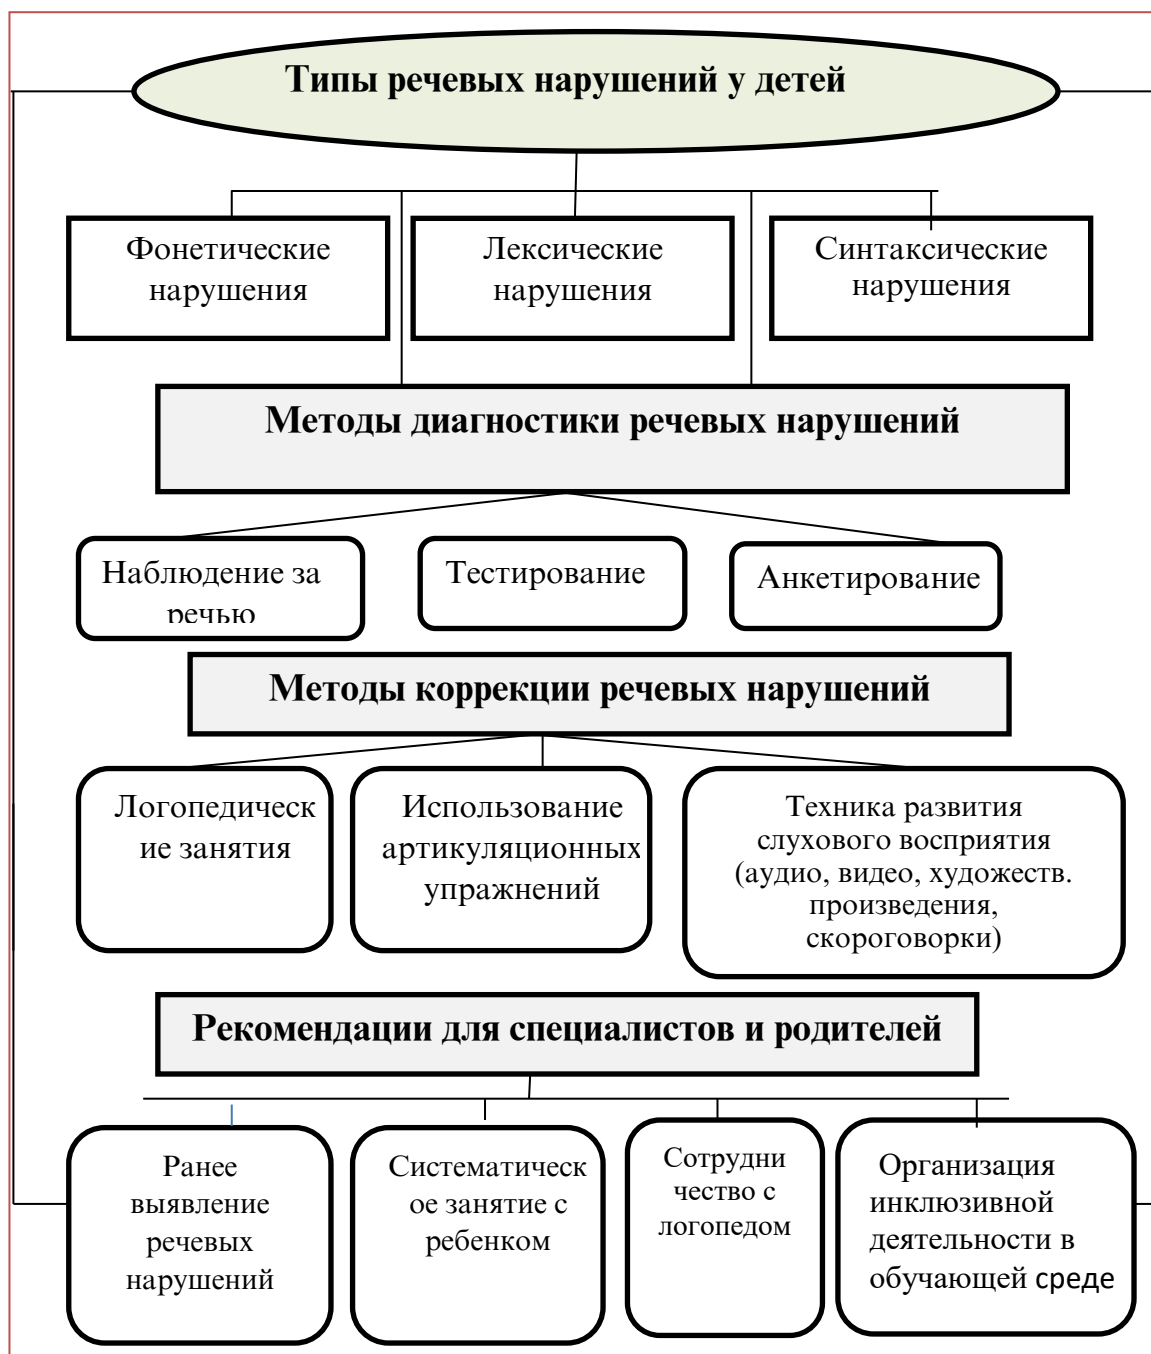 Типы речевых нарушений у детей
Фонетические
нарушения
Лексические
нарушения
Синтаксические
нарушения
Методы диагностики речевых нарушений
Наблюдение за
речью
Тестирование
Анкетирование
Методы коррекции речевых нарушений
Логопедическ
ие занятия
Использование
артикуляционных
упражнений
Техника развития
слухового восприятия
(аудио, видео, художеств.
произведения,
скороговорки)
Рекомендации для специалистов и родителей
Ранее
выявление
речевых
нарушений
Систематическ
ое занятие с
ребенком
Сотрудни
чество с
логопедом
Организация
инклюзивной
деятельности в
обучающей среде